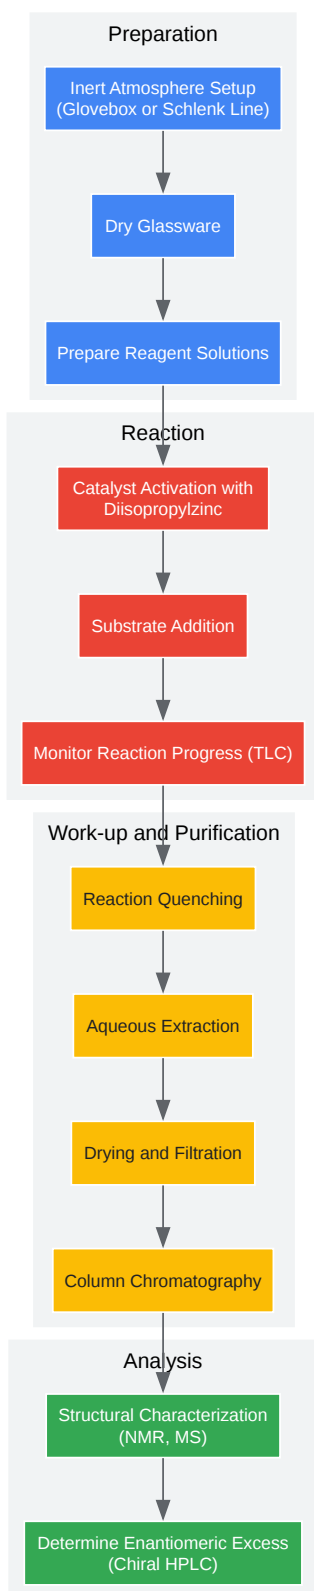 Preparation
Inert Atmosphere Setup
(Glovebox or Schlenk Line)
Dry Glassware
Prepare Reagent Solutions
Reaction
Catalyst Activation with
Diisopropylzinc
Substrate Addition
Monitor Reaction Progress (TLC)
Work-up and Purification
Reaction Quenching
Aqueous Extraction
Drying and Filtration
Column Chromatography
Analysis
Structural Characterization
(NMR, MS)
Determine Enantiomeric Excess
(Chiral HPLC)